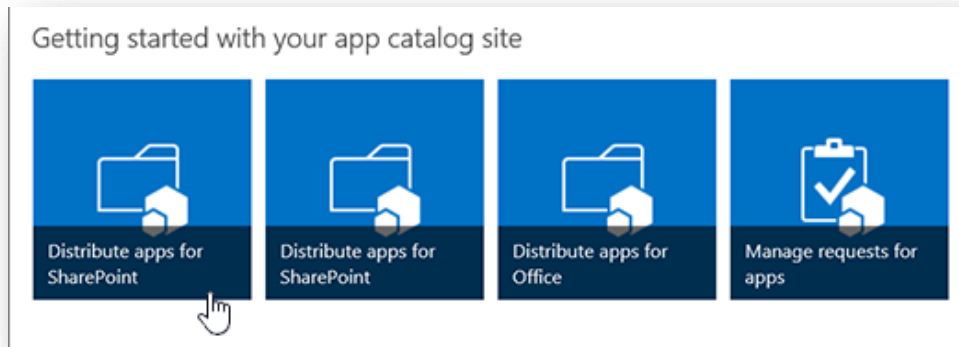 Getting started with your app catalog site
Distribute apps for
SharePoint
Distribute apps for
SharePoint
Distribute apps for
Office
Manage requests for
apps